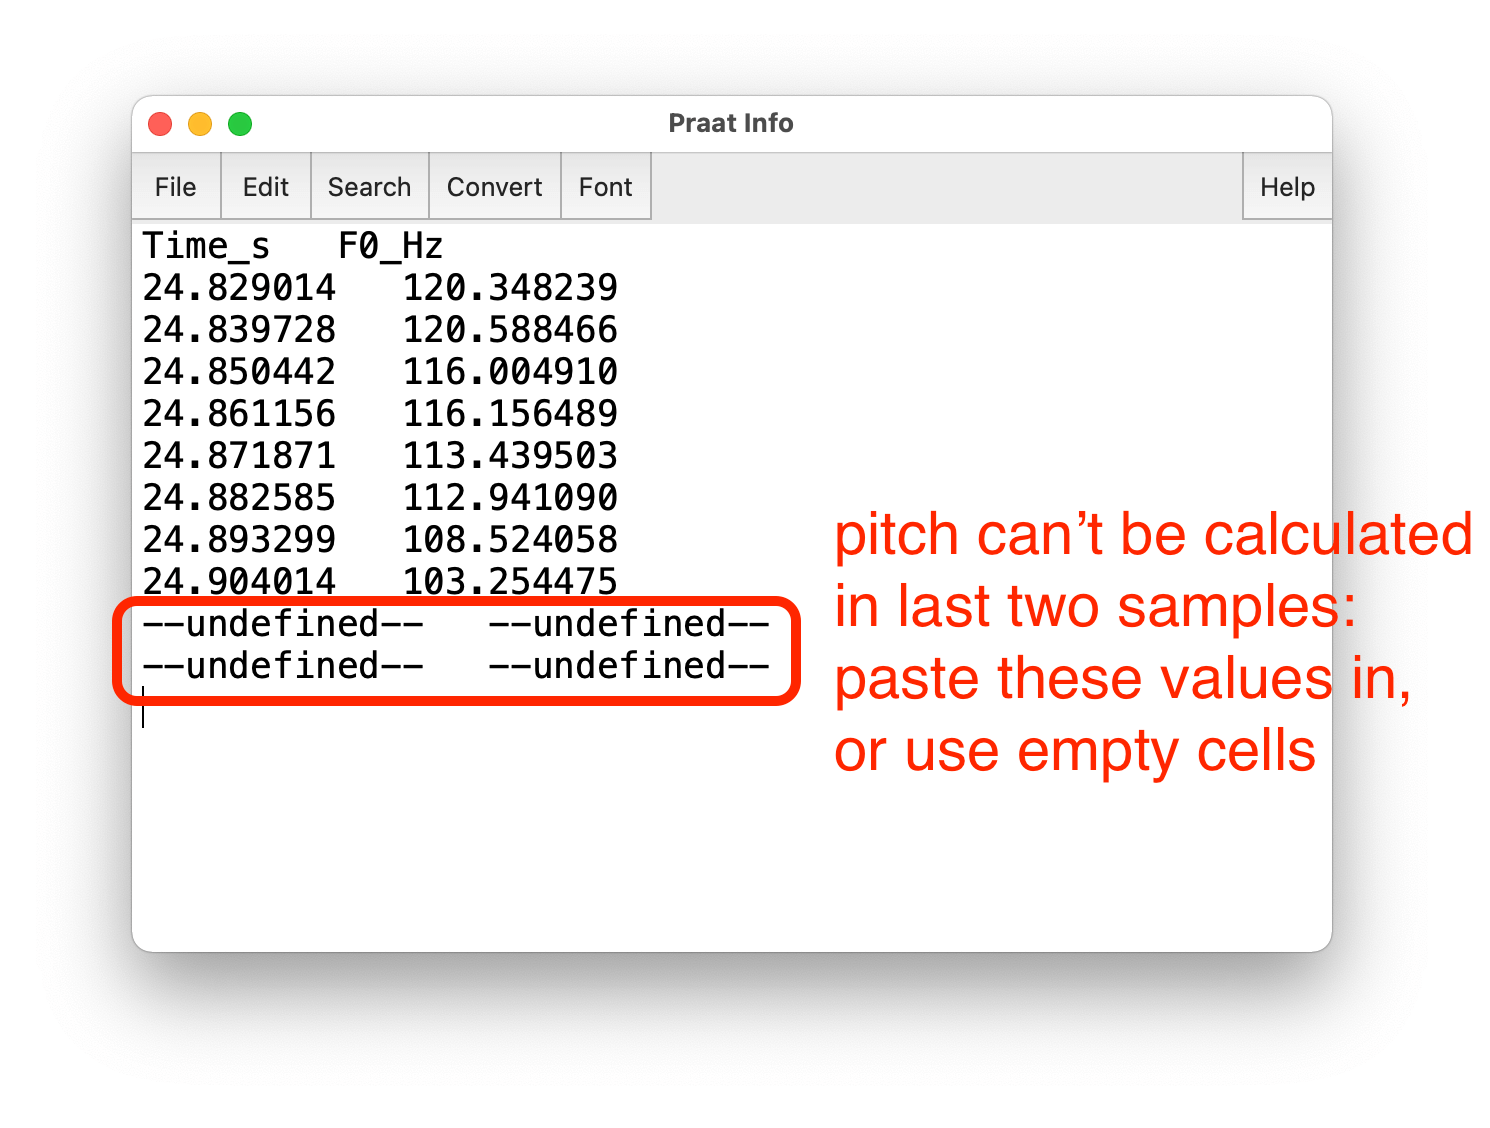 Praat Info
File Edit Search Convert Font Help
Time_s F0_Hz
24.829014 120.348239
24.839728 120.588466
24.850442 116.004910
24.861156 116.156489
24.871871 113.439503
24.882585 112.941090
24.893299 108.524058
24.904014 103.254475
--undefined-- --undefined--
--undefined-- --undefined--
pitch can’t be calculated
in last two samples:
paste these values in,
or use empty cells